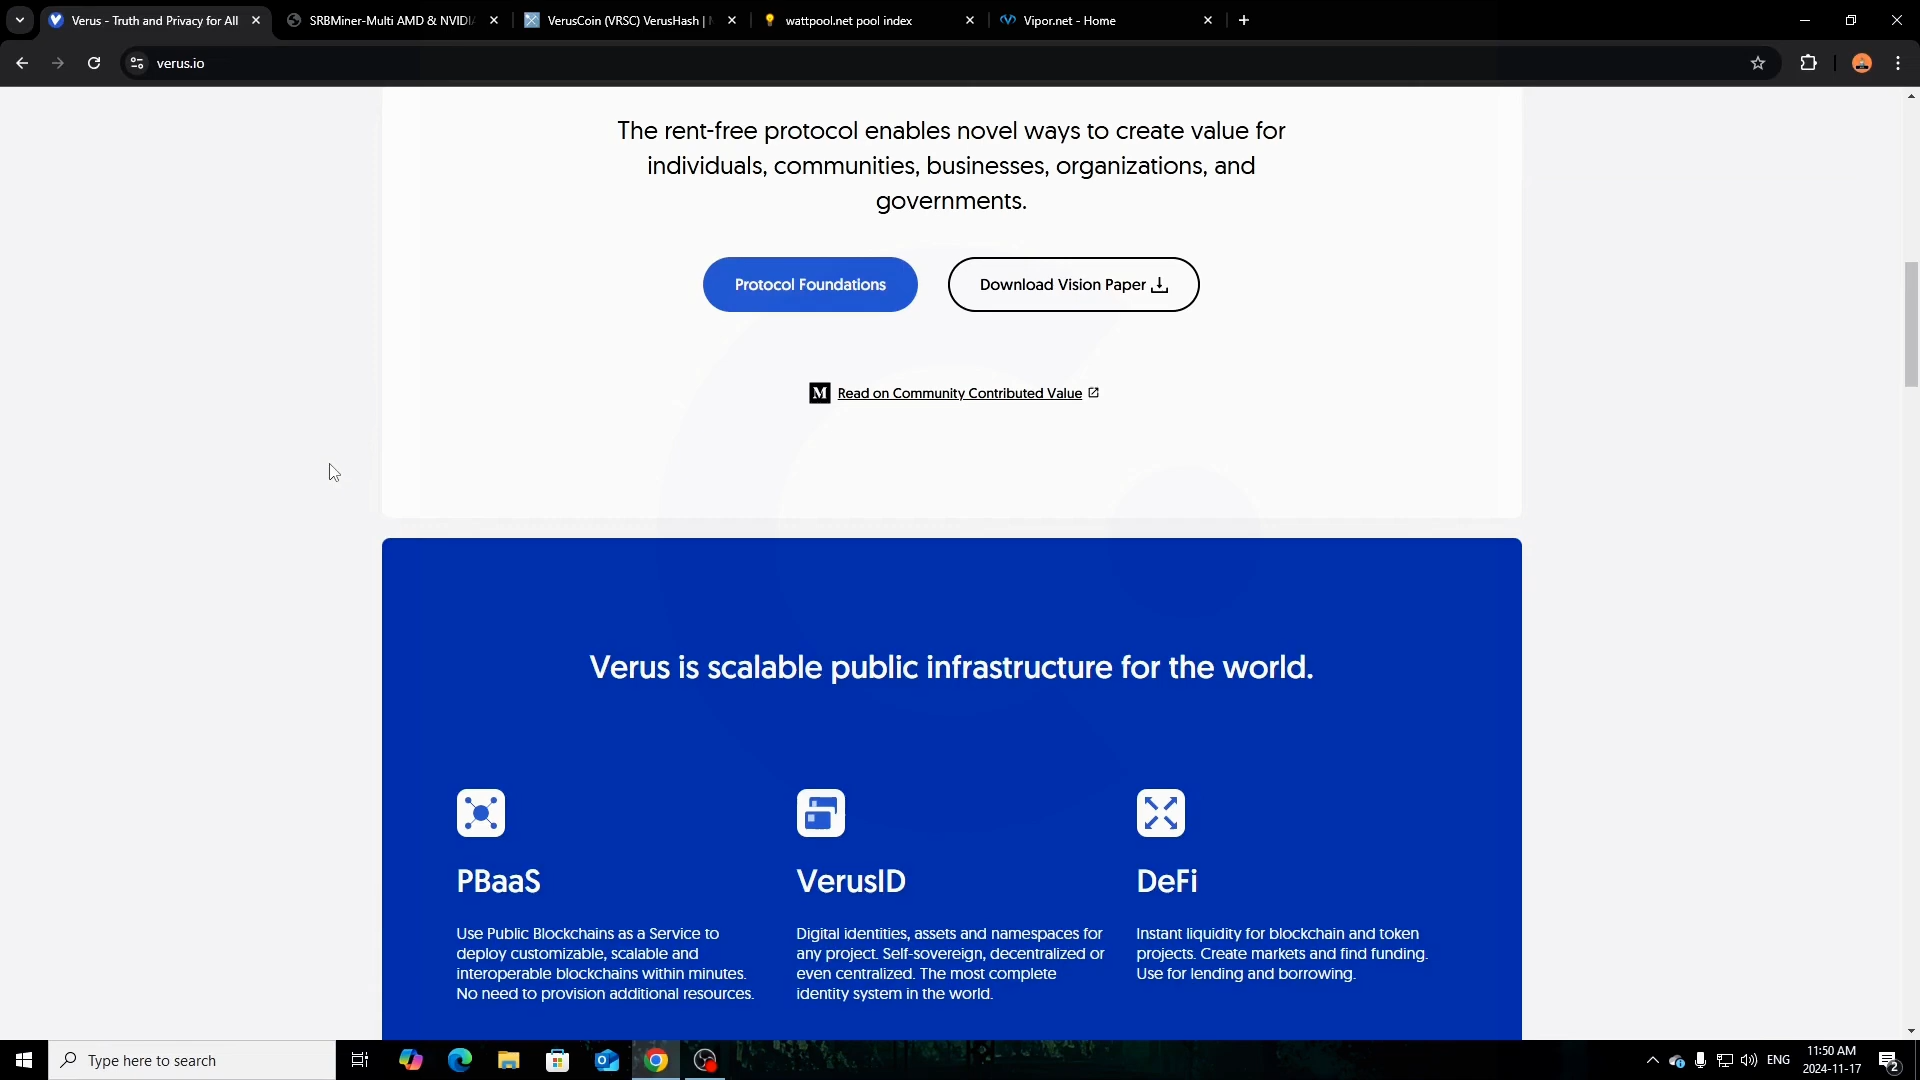 Verus - Truth and Privacy for All
SRBMiner-Multi AMD & NVIDI
VerusCoin (VRSC) VerusHash |
wattpool.net pool index
Vipor.net - Home
verus.io
The rent-free protocol enables novel ways to create value for
individuals, communities, businesses, organizations, and
governments.
Protocol Foundations
Download Vision Paper
M Read on Community Contributed Value
Verus is scalable public infrastructure for the world.
PBaaS
Use Public Blockchains as a Service to
deploy customizable, scalable and
interoperable blockchains within minutes.
No need to provision additional resources.
VerusID
Digital identities, assets and namespaces for
any project. Self-sovereign, decentralized or
even centralized. The most complete
identity system in the world.
DeFi
Instant liquidity for blockchain and token
projects. Create markets and find funding.
Use for lending and borrowing.
Type here to search
ENG
11:50 AM
2024-11-17
2